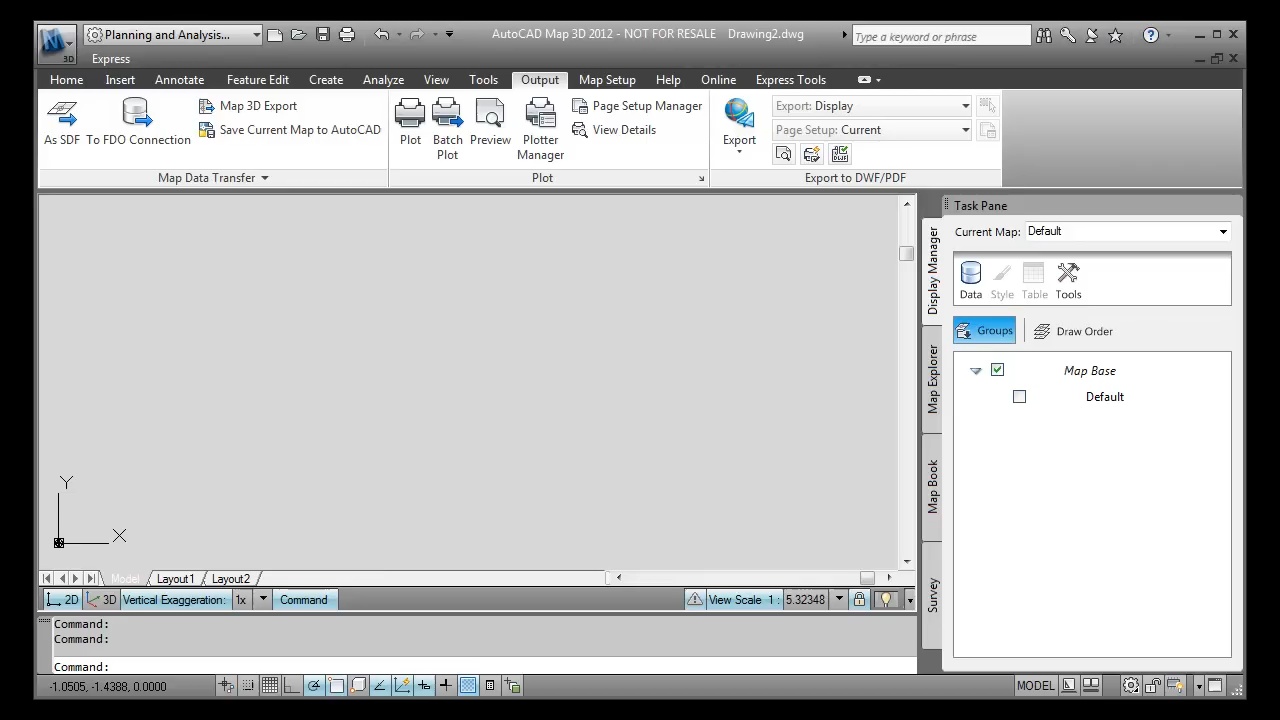 Planning and Analysis...
AutoCAD Map 3D 2012 - NOT FOR RESALE Drawing2.dwg
Type a keyword or phrase
3D
Express
Home Insert Annotate Feature Edit Create Analyze View Tools Output Map Setup Help Online Express Tools
As SDF
To FDO Connection
Map 3D Export
Save Current Map to AutoCAD
Map Data Transfer
Plot
Batch
Plot
Preview
Plotter
Manager
Page Setup Manager
View Details
Plot
Export
Export: Display
Page Setup: Current
DWF
Export to DWF/PDF
Task Pane
Current Map: Default
Data Style Table Tools
Groups Draw Order
Map Base
Default
Display Manager
Map Explorer
Map Book
Survey
Y
X
Model Layout1 Layout2
2D 3D Vertical Exaggeration: 1x Command View Scale 1 : 5.32348
Command:
Command:
Command:
-1.0505, -1.4388, 0.0000
MODEL